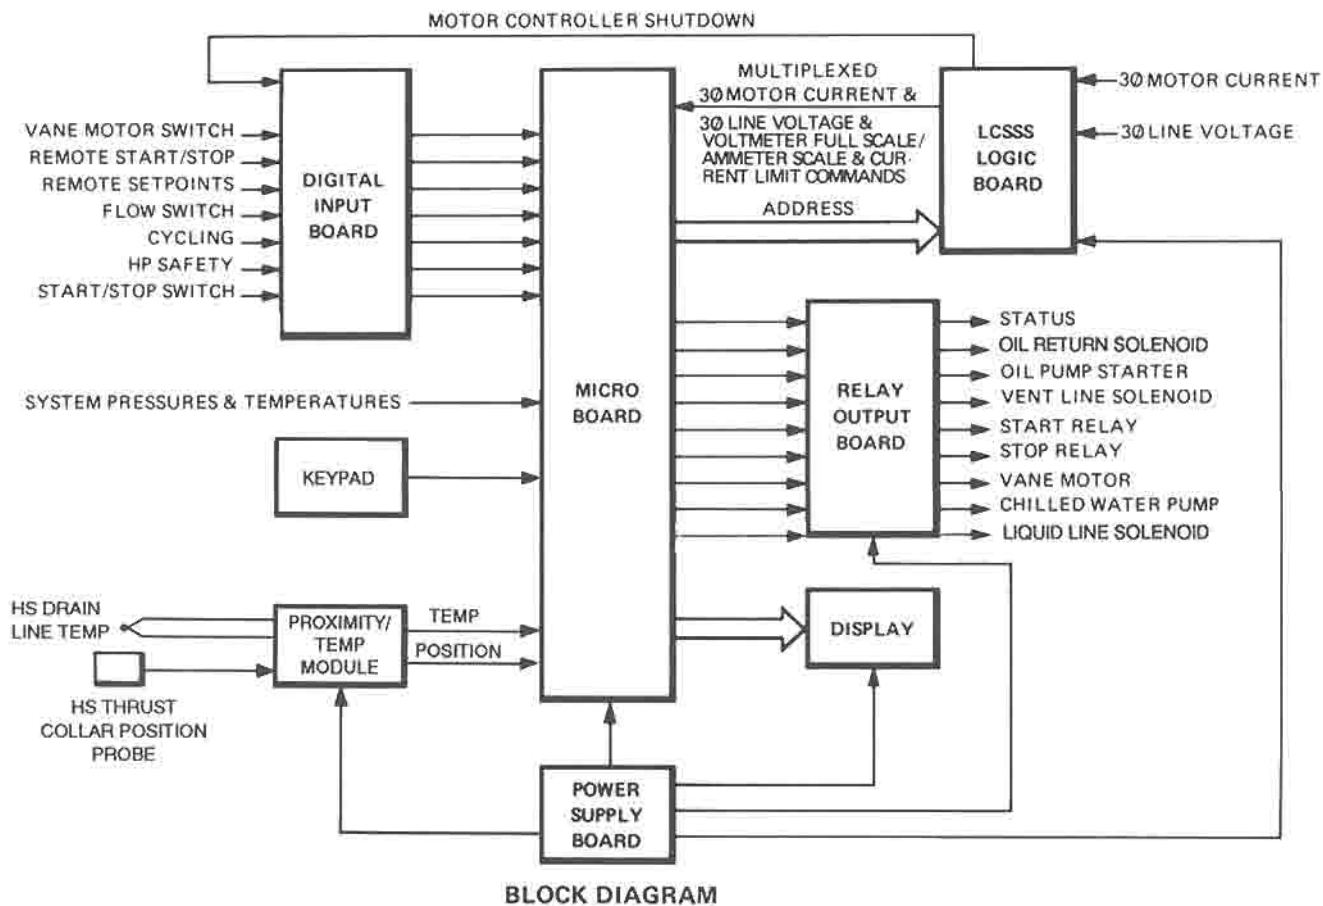 MOTOR CONTROLLER SHUTDOWN
VANE MOTOR SWITCH
REMOTE START/STOP
REMOTE SETPOINTS
FLOW SWITCH
CYCLING
HP SAFETY
START/STOP SWITCH
DIGITAL
INPUT
BOARD
MULTIPLEXED
3Ø MOTOR CURRENT &
3Ø LINE VOLTAGE &
VOLTMETER FULL SCALE/
AMMETER SCALE & CUR-
RENT LIMIT COMMANDS
ADDRESS
LCSSS
LOGIC
BOARD
3Ø MOTOR CURRENT
3Ø LINE VOLTAGE
SYSTEM PRESSURES & TEMPERATURES
KEYPAD
MICRO
BOARD
RELAY
OUTPUT
BOARD
STATUS
OIL RETURN SOLENOID
OIL PUMP STARTER
VENT LINE SOLENOID
START RELAY
STOP RELAY
VANE MOTOR
CHILLED WATER PUMP
LIQUID LINE SOLENOID
HS DRAIN
LINE TEMP
PROXIMITY/
TEMP
MODULE
TEMP
POSITION
HS THRUST
COLLAR POSITION
PROBE
DISPLAY
POWER
SUPPLY
BOARD
BLOCK DIAGRAM